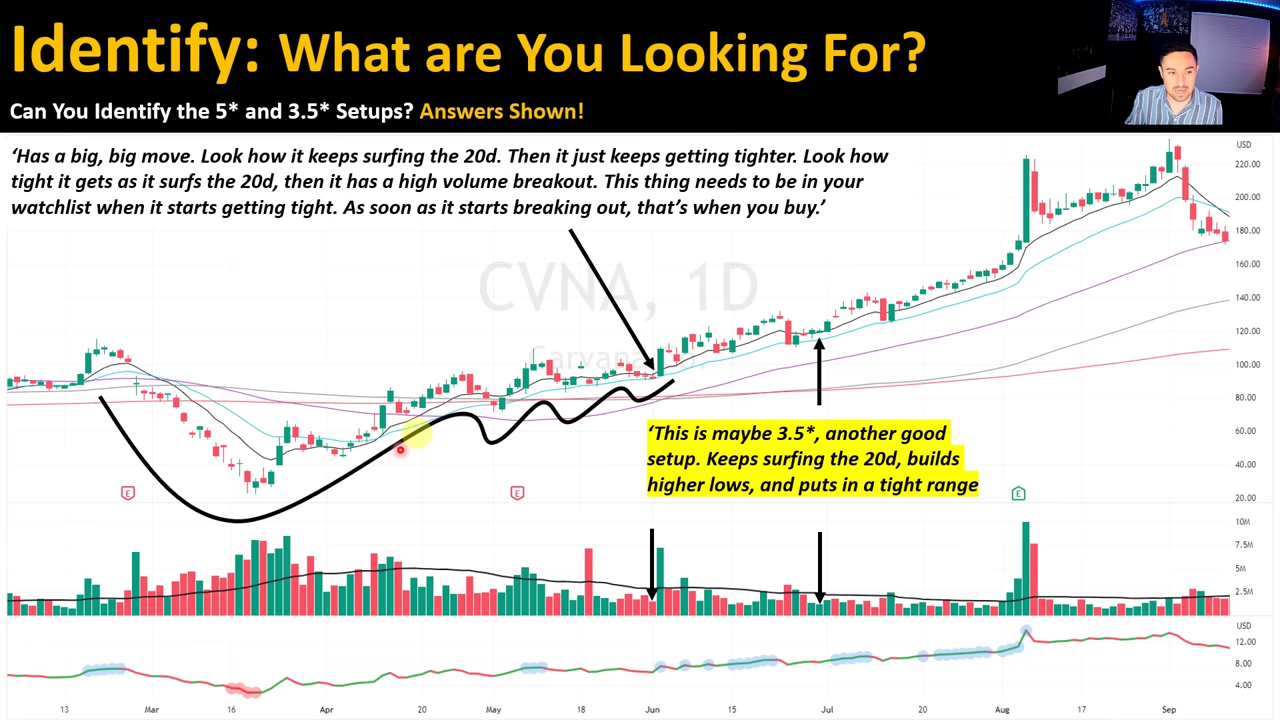 Identify: What are You Looking For?
Can You Identify the 5* and 3.5* Setups? Answers Shown!
‘Has a big, big move. Look how it keeps surfing the 20d. Then it just keeps getting tighter. Look how
tight it gets as it surfs the 20d, then it has a high volume breakout. This thing needs to be in your
watchlist when it starts getting tight. As soon as it starts breaking out, that’s when you buy.’
USD
220.00
200.00
180.00
160.00
140.00
120.00
100.00
80.00
60.00
40.00
20.00
CVNA, 1D
‘This is maybe 3.5*, another good
setup. Keeps surfing the 20d, builds
higher lows, and puts in a tight range
E
E
E
10M
7.5M
5M
2.5M
USD
12.00
8.00
4.00
13 Mar 16 Apr 20 May Jun 15 Jul 20 Aug 17 Sep